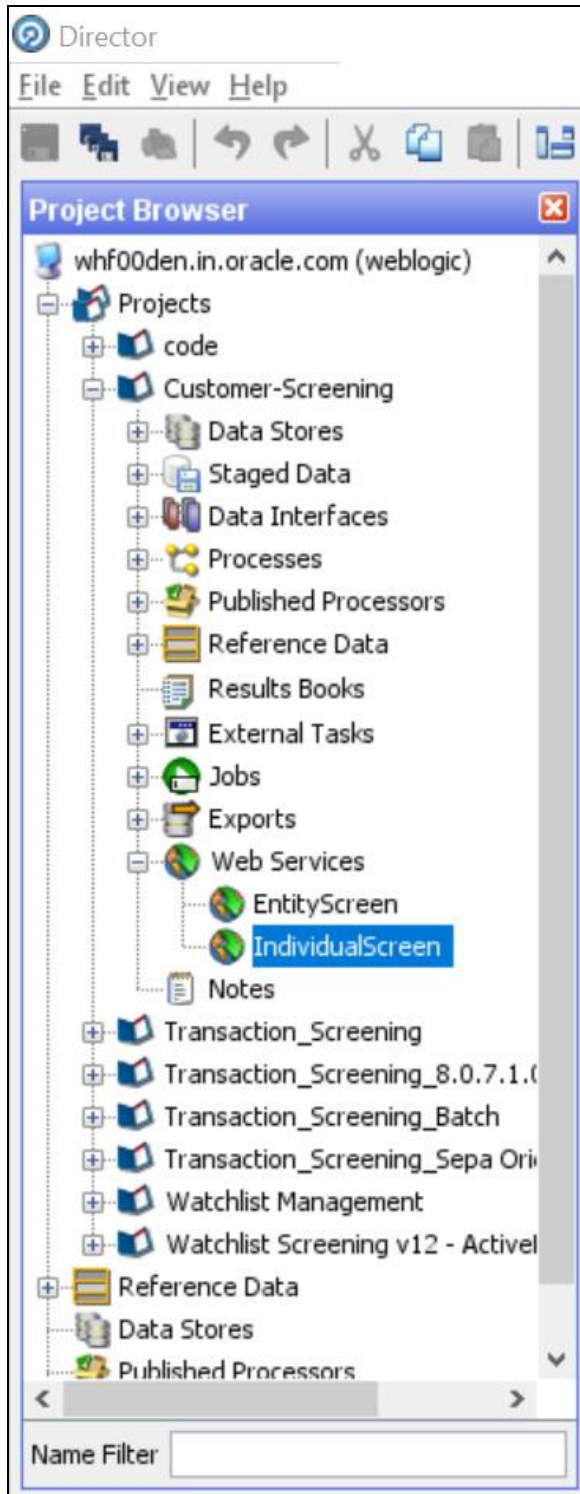 Director
File Edit View Help
Project Browser
whf00den.in.oracle.com (weblogic)
Projects
code
Customer-Screening
Data Stores
Staged Data
Data Interfaces
Processes
Published Processors
Reference Data
Results Books
External Tasks
Jobs
Exports
Web Services
EntityScreen
IndividualScreen
Notes
Transaction_Screening
Transaction_Screening_8.0.7.1.(
Transaction_Screening_Batch
Transaction_Screening_Sepa Ori
Watchlist Management
Watchlist Screening v12 - Active
Reference Data
Data Stores
Published Processors
Name Filter